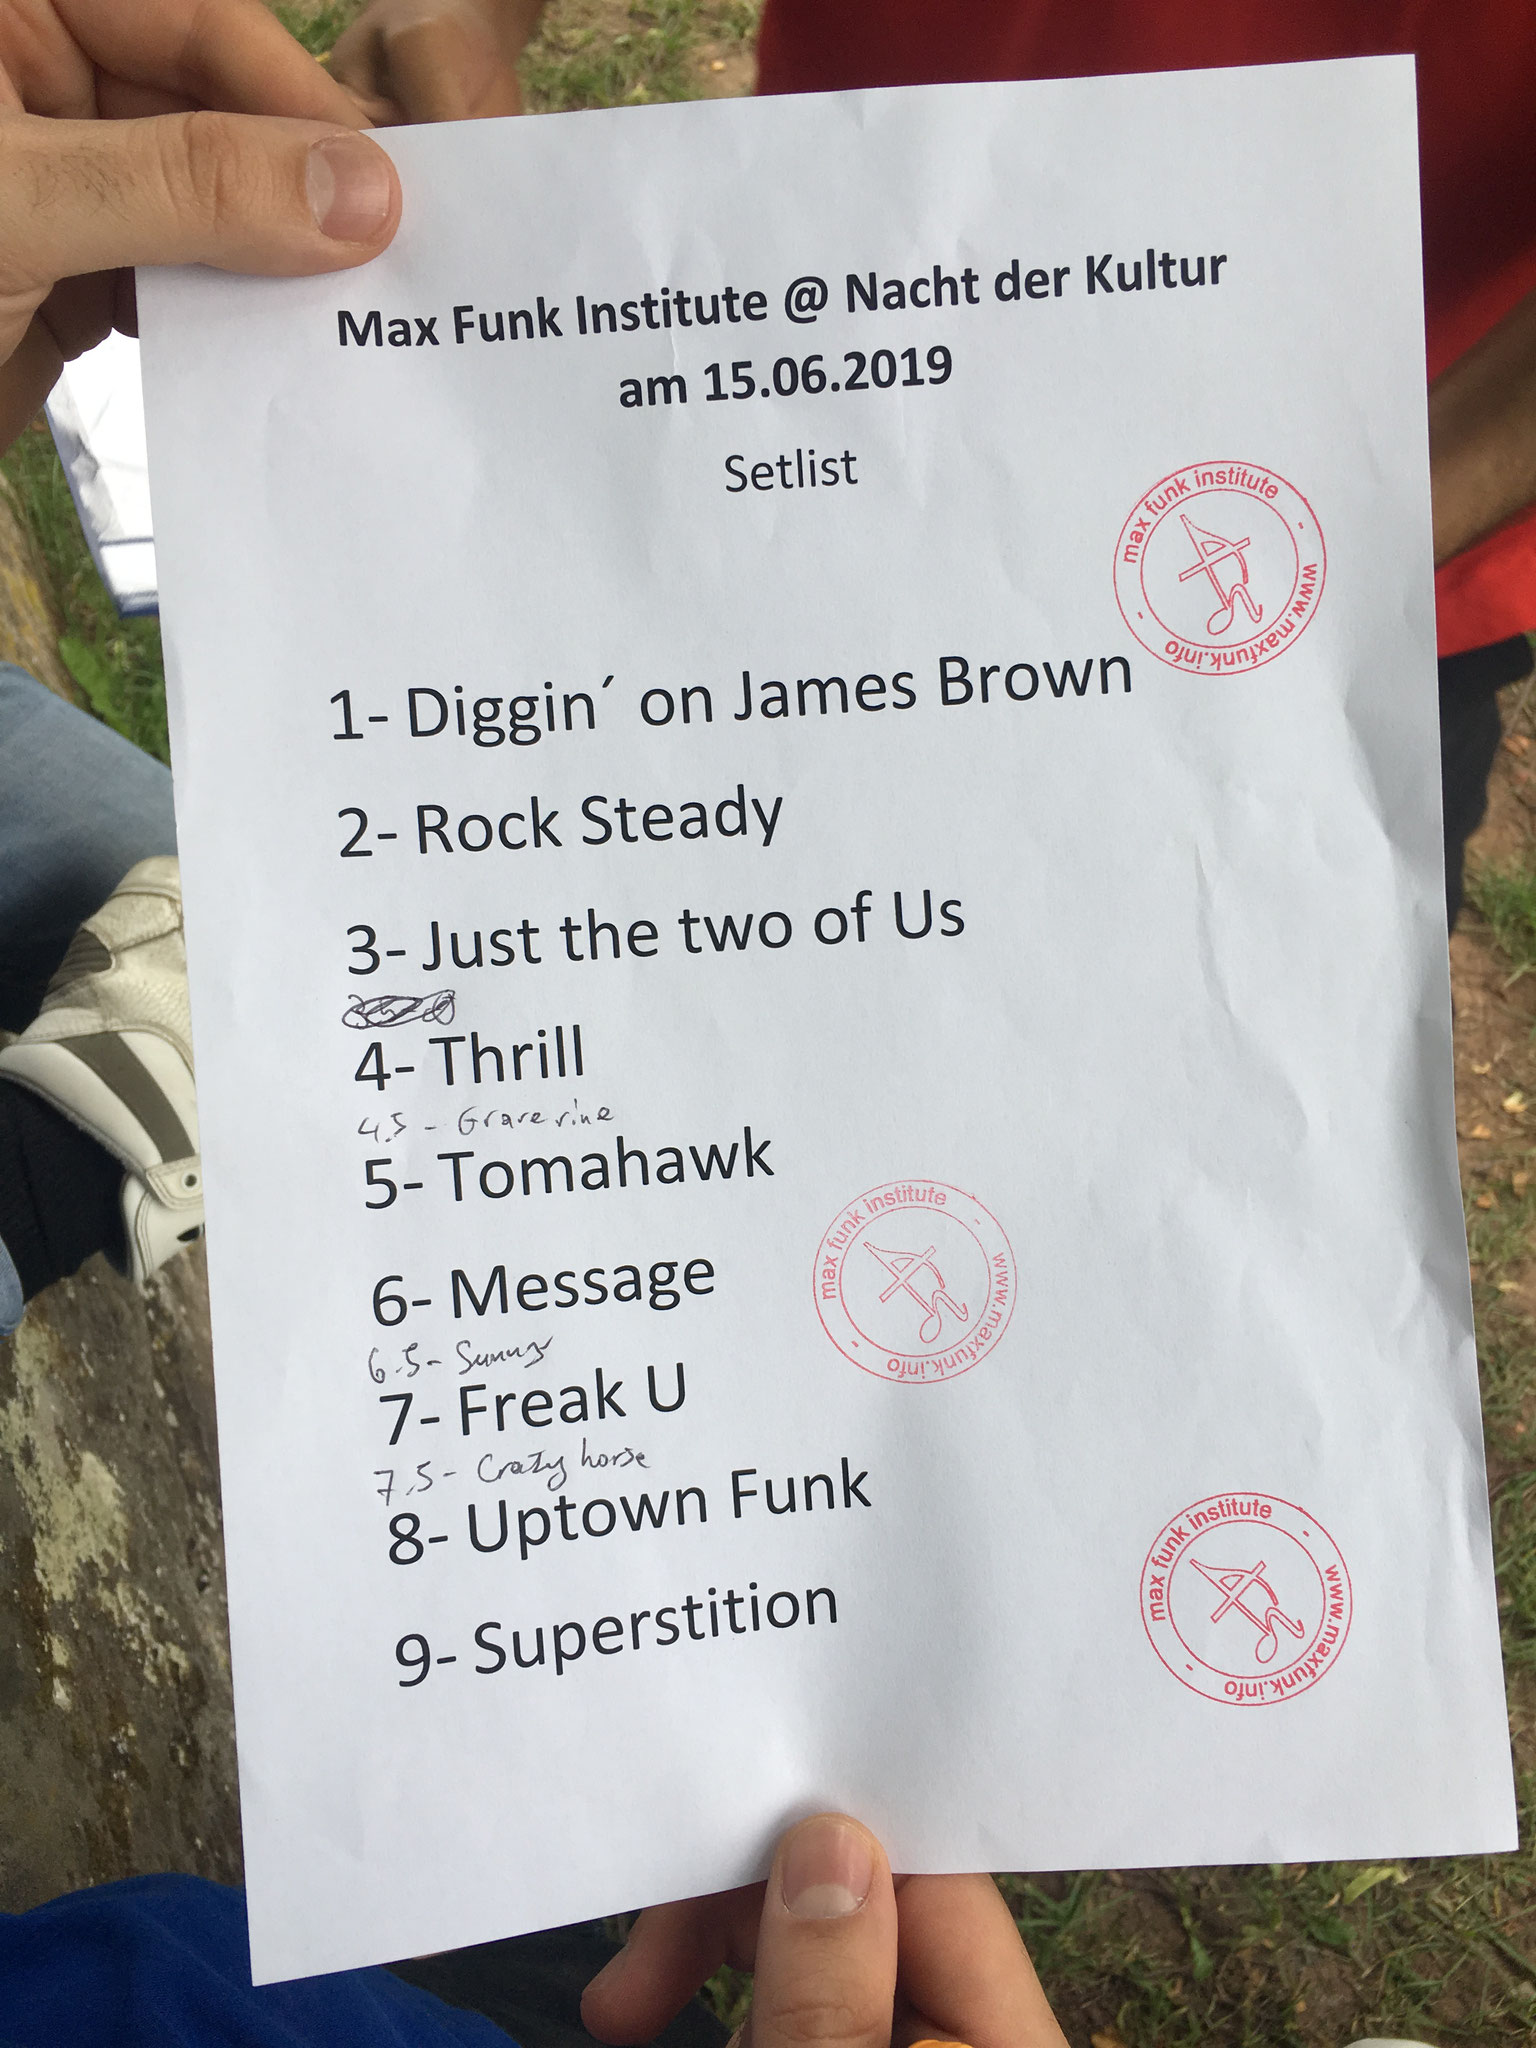 Max Funk Institute @ Nacht der Kultur
am 15.06.2019
Setlist
max funk institute - www.maxfunk.info -
1- Diggin´ on James Brown
2- Rock Steady
3- Just the two of Us
4- Thrill
4.5 - Grarevine
5- Tomahawk
6- Message
max funk institute - www.maxfunk.info -
6.5- Sunny
7- Freak U
7.5- Crazy horse
8- Uptown Funk
9- Superstition
max funk institute - www.maxfunk.info -